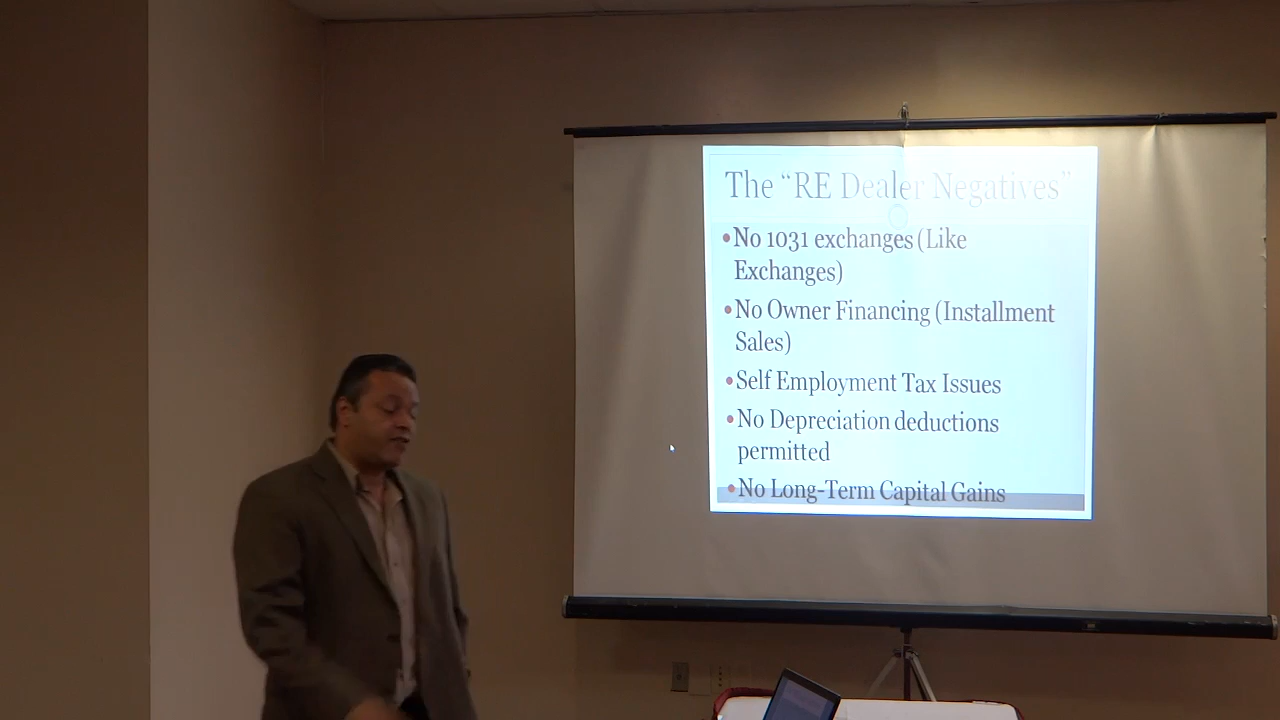 The “RE Dealer Negatives”
•No 1031 exchanges (Like
Exchanges)
•No Owner Financing (Installment
Sales)
•Self Employment Tax Issues
•No Depreciation deductions
permitted
•No Long-Term Capital Gains